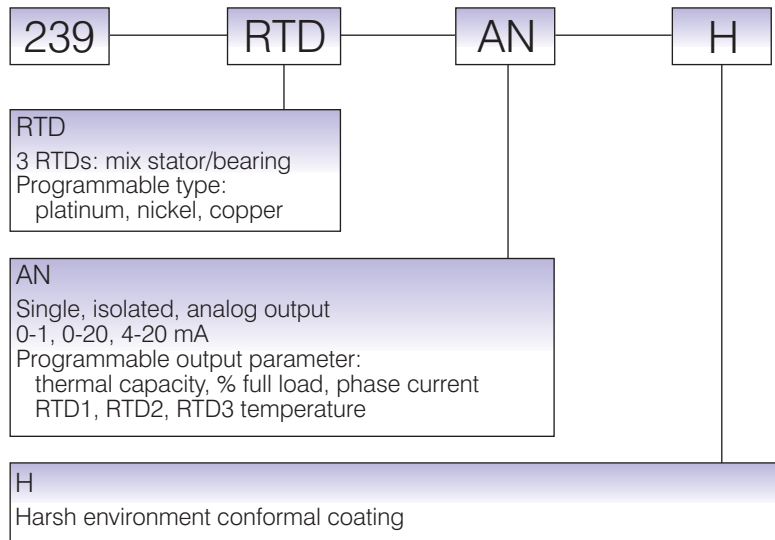 239 RTD AN H
RTD
3 RTDs: mix stator/bearing
Programmable type:
platinum, nickel, copper
AN
Single, isolated, analog output
0-1, 0-20, 4-20 mA
Programmable output parameter:
thermal capacity, % full load, phase current
RTD1, RTD2, RTD3 temperature
H
Harsh environment conformal coating